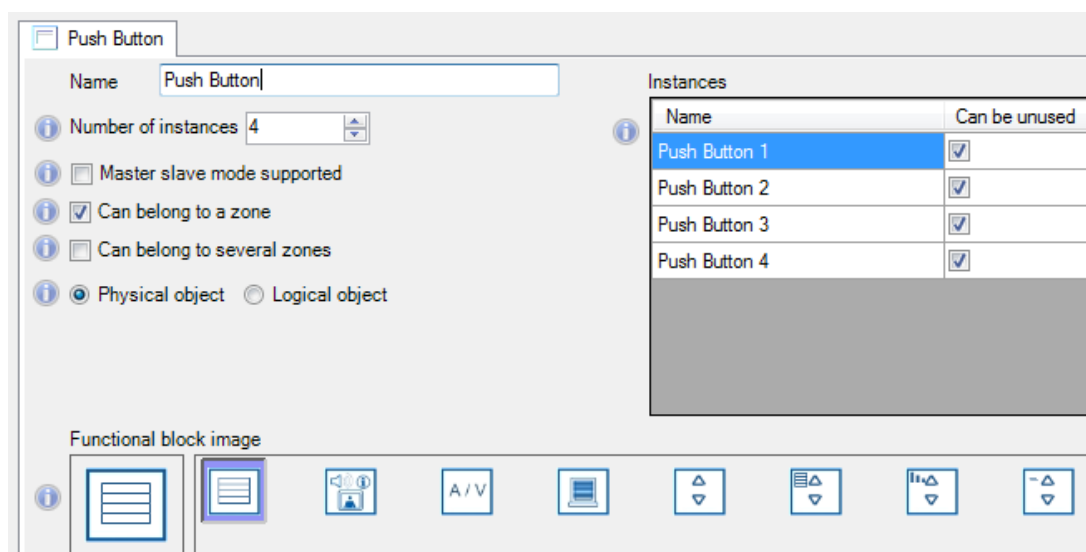 Push Button
Name Push Button
Number of instances 4
Master slave mode supported
Can belong to a zone
Can belong to several zones
Physical object Logical object
Instances
Name Can be unused
Push Button 1
Push Button 2
Push Button 3
Push Button 4
Functional block image
A / V